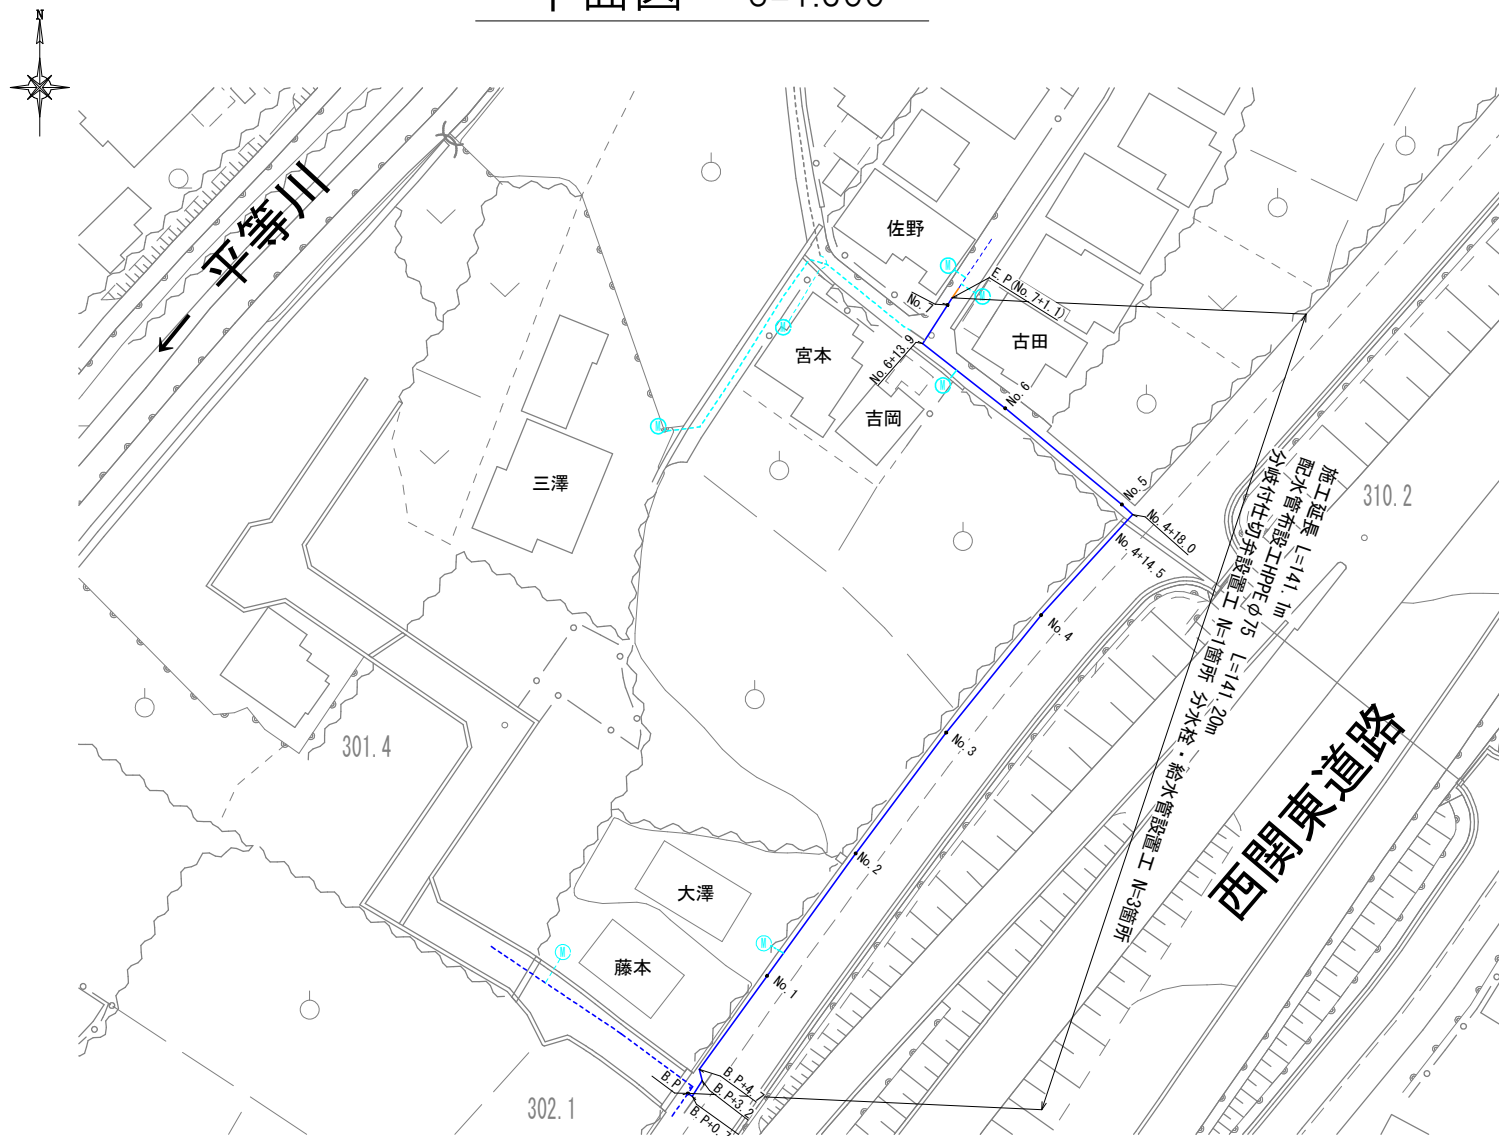 N
平等川
佐野
E.P(No.7+1.1)
No.7
古田
宮本
No.6+13.9
No.6
吉岡
三澤
No.5
No.4+18.0
No.4+14.5
310.2
施工延長 L=141.1m
配水管布設工HPPEφ75 L=141.20m
分岐付仕切弁設置工 N=1箇所 分水栓・給水管設置工 N=3箇所
No.4
No.3
西関東道路
301.4
No.2
大澤
藤本
No.1
B.P
B.P+4.7
B.P+3.2
302.1
M
M
M
M
M
M
M